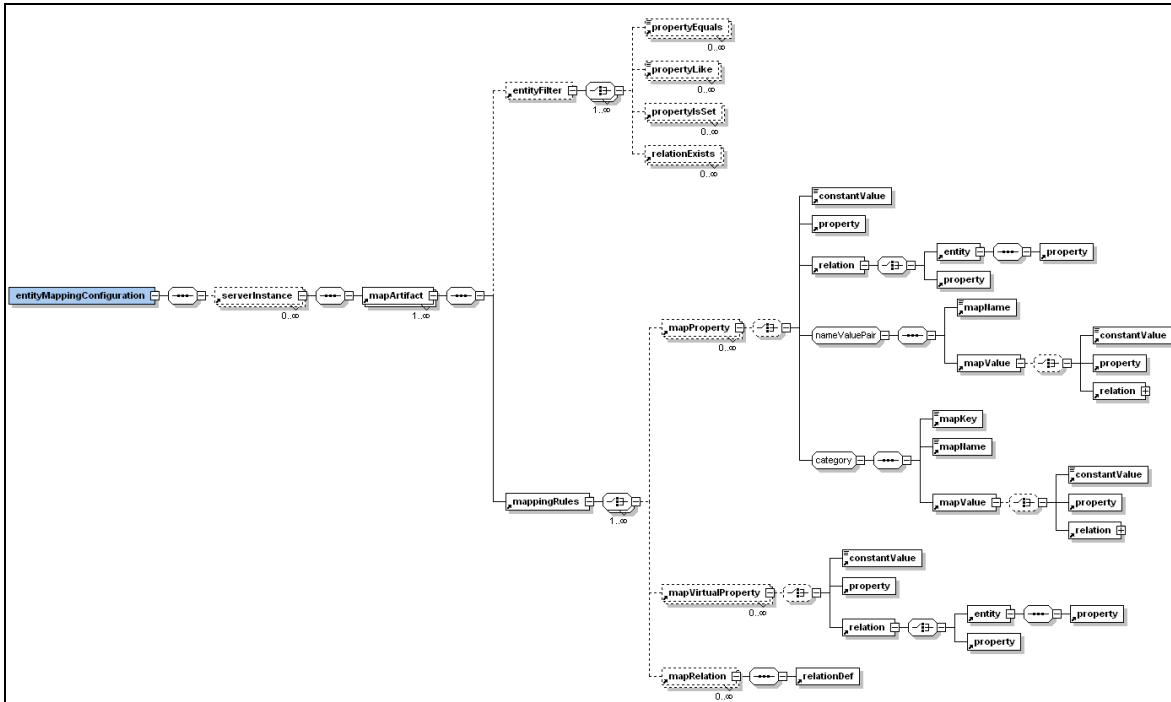 propertyEquals
0..∞
propertyLike
0..∞
entityFilter
1..∞
propertyIsSet
0..∞
relationExists
0..∞
constantValue
property
relation
entity
property
property
entityMappingConfiguration
serverInstance
0..∞
mapArtifact
1..∞
mapProperty
0..∞
nameValuePair
mapName
mapValue
constantValue
property
relation
category
mapKey
mapName
mapValue
constantValue
property
relation
mappingRules
1..∞
mapVirtualProperty
0..∞
constantValue
property
relation
entity
property
property
mapRelation
0..∞
relationDef